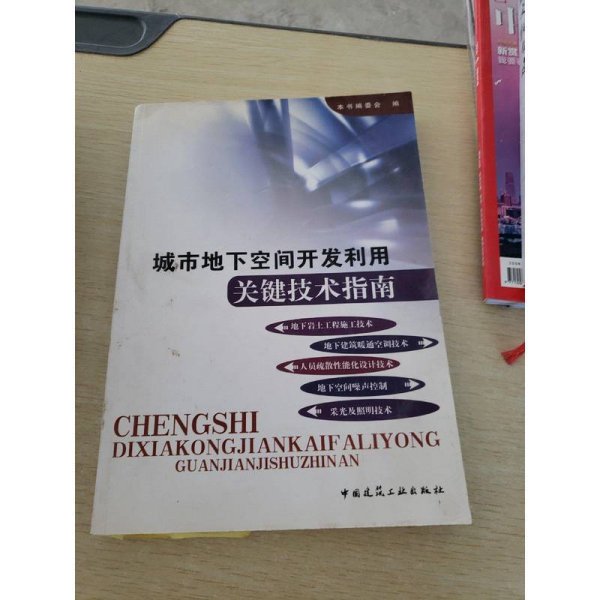 本书编委会 编
城市地下空间开发利用
关键技术指南
地下岩土工程施工技术
地下建筑暖通空调技术
人员疏散性能化设计技术
地下空间噪声控制
采光及照明技术
CHENGSHI
DIXIAKONGJIANKAIFALIYONG
GUANJIANJISHUZHINAN
中国建筑工业出版社